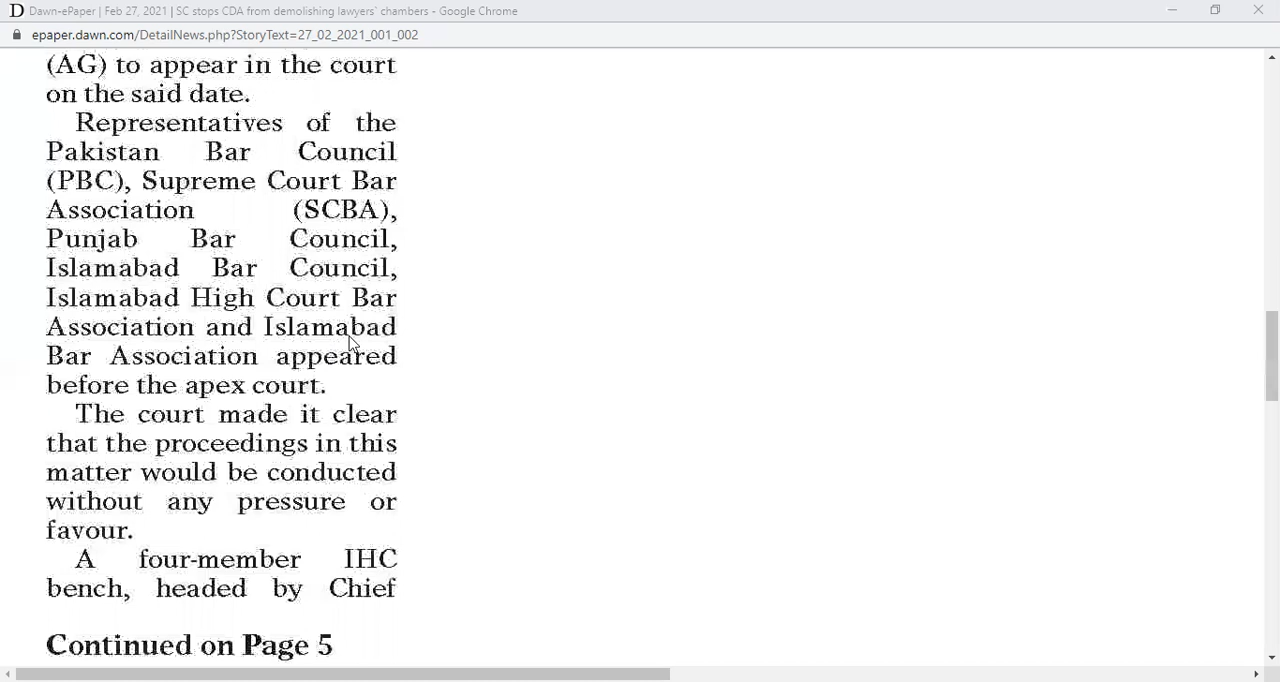 D Dawn-ePaper | Feb 27, 2021 | SC stops CDA from demolishing lawyers` chambers - Google Chrome
epaper.dawn.com/DetailNews.php?StoryText=27_02_2021_001_002
(AG) to appear in the court
on the said date.
Representatives of the
Pakistan Bar Council
(PBC), Supreme Court Bar
Association (SCBA),
Punjab Bar Council,
Islamabad Bar Council,
Islamabad High Court Bar
Association and Islamabad
Bar Association appeared
before the apex court.
The court made it clear
that the proceedings in this
matter would be conducted
without any pressure or
favour.
A four-member IHC
bench, headed by Chief
Continued on Page 5